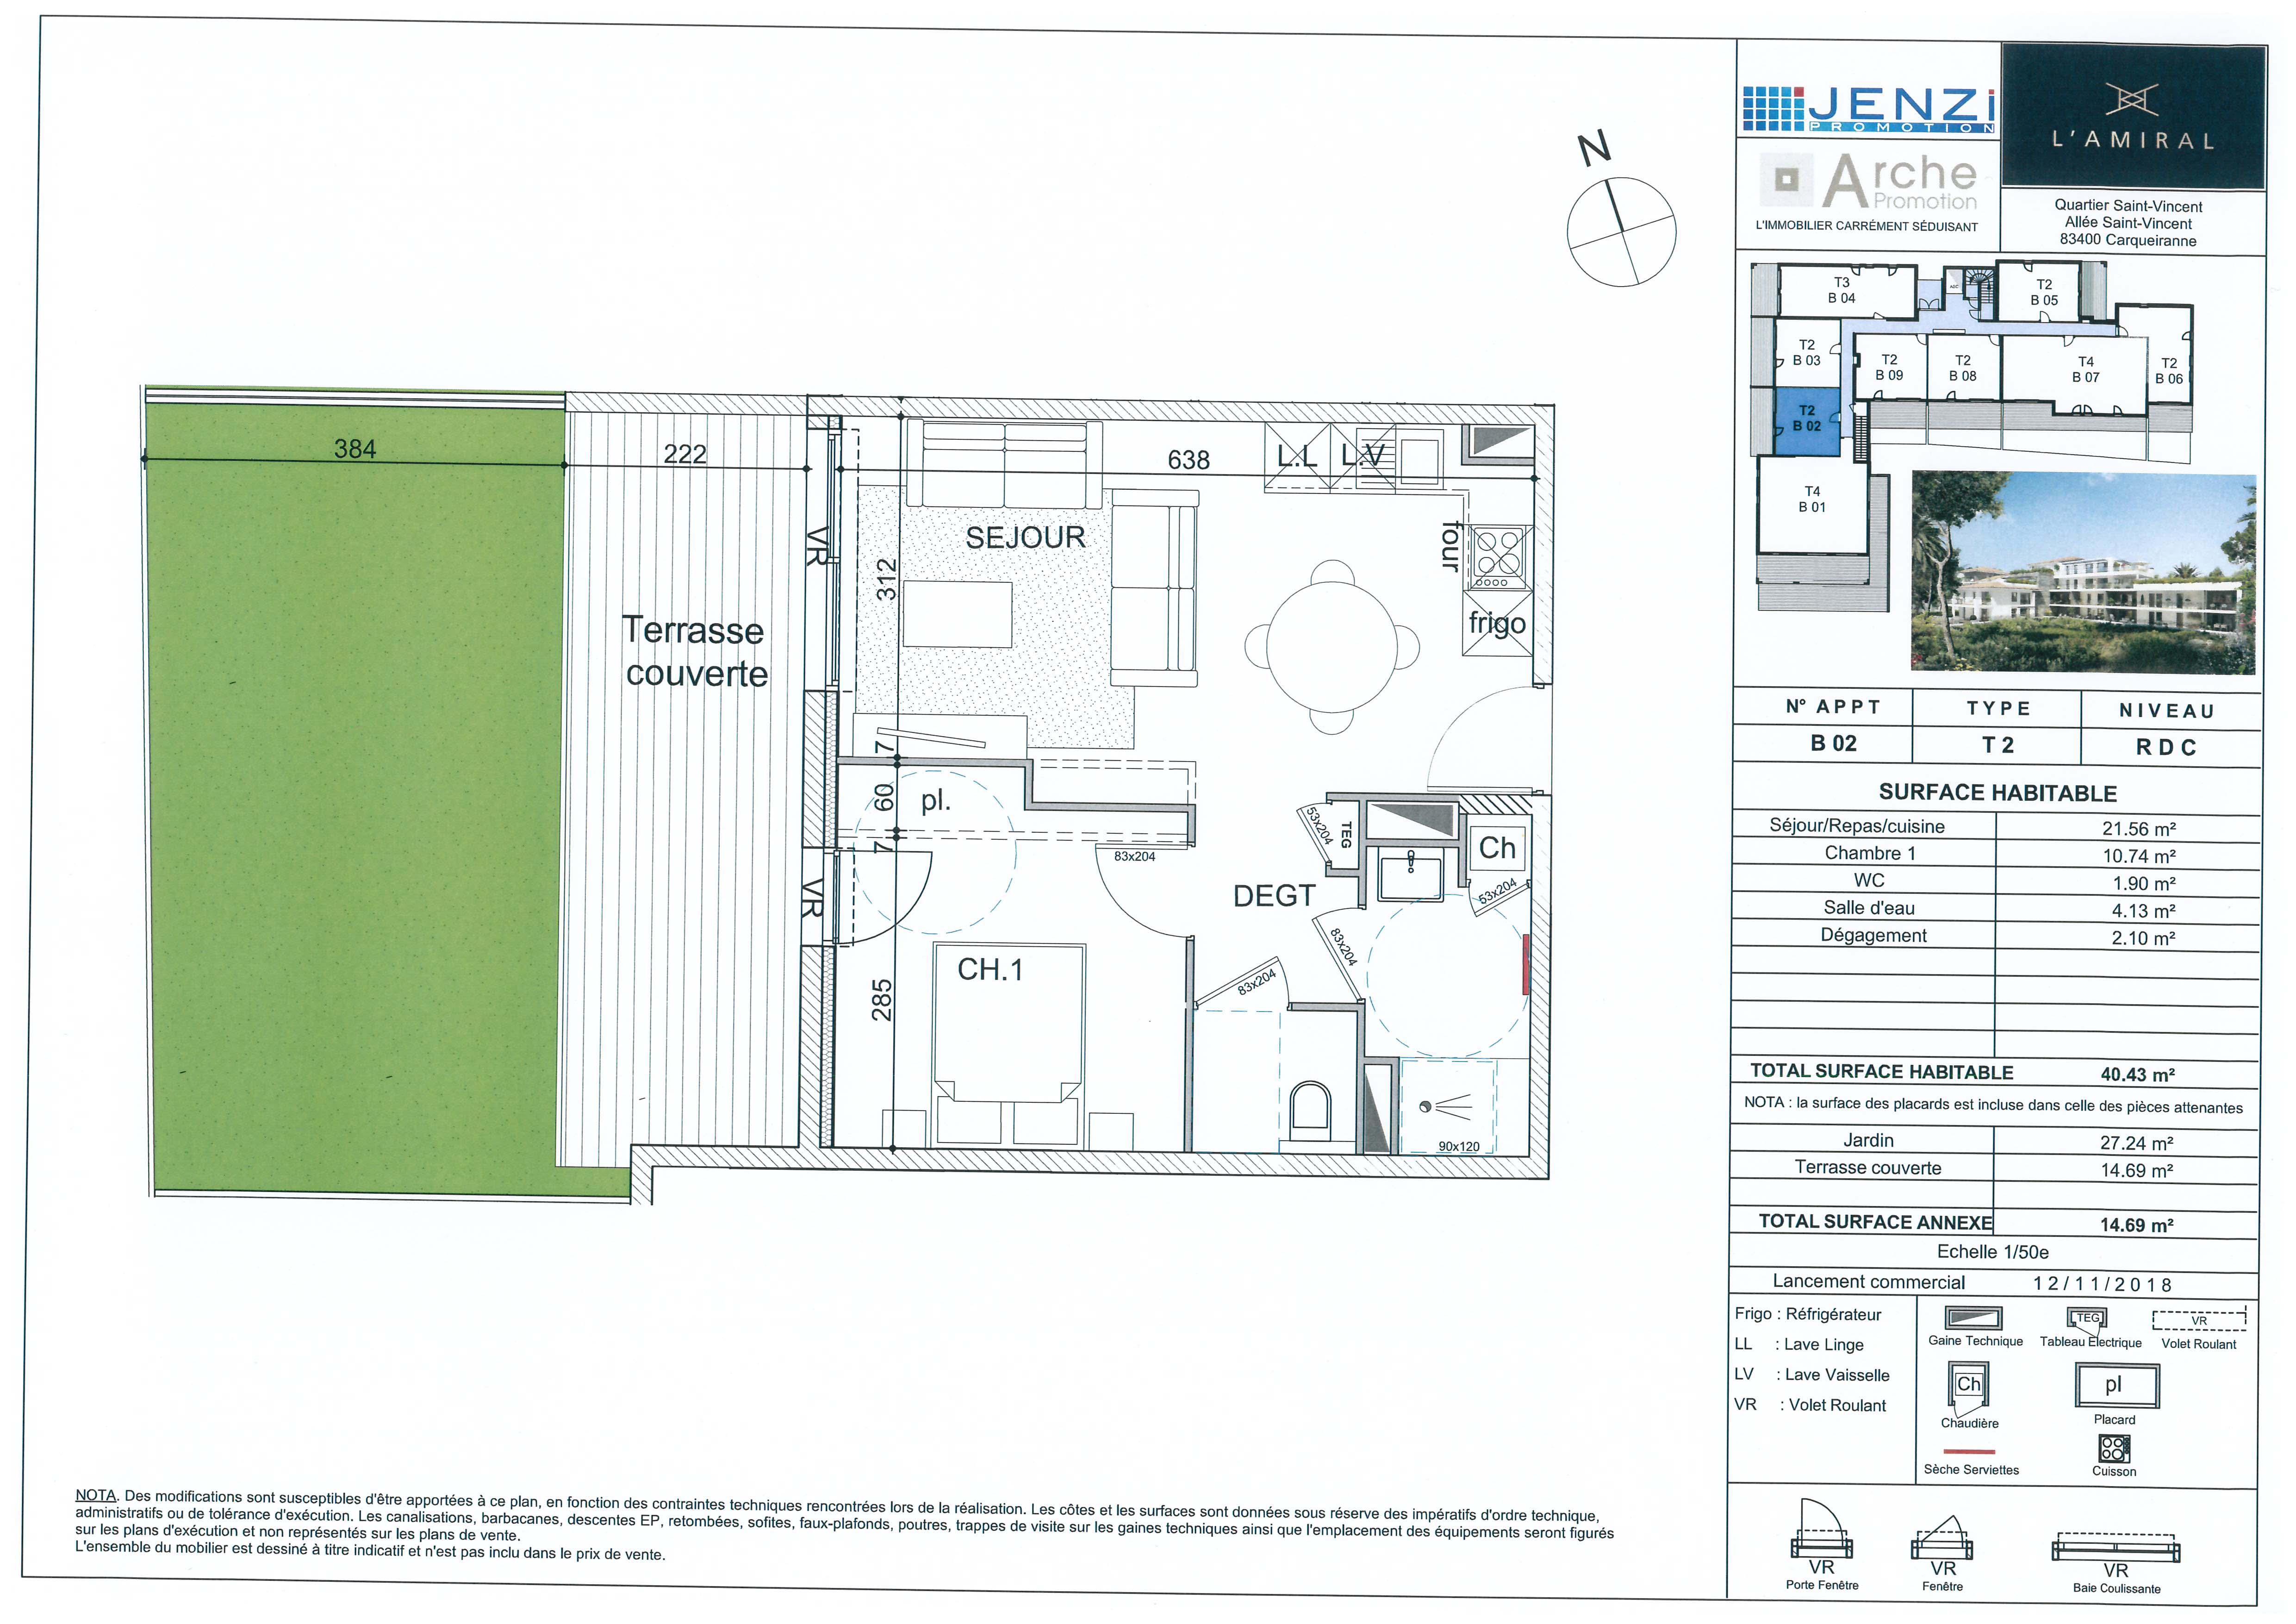 N
384
222
638
L.L
L.V
VR
SEJOUR
four
312
frigo
Terrasse
couverte
7
60
pl.
7
83x204
53x204
TEG
Ch
53x204
VR
DEGT
83x204
83x204
CH.1
285
90x120
NOTA. Des modifications sont susceptibles d'être apportées à ce plan, en fonction des contraintes techniques rencontrées lors de la réalisation. Les côtes et les surfaces sont données sous réserve des impératifs d'ordre technique,
administratifs ou de tolérance d'exécution. Les canalisations, barbacanes, descentes EP, retombées, sofites, faux-plafonds, poutres, trappes de visite sur les gaines techniques ainsi que l'emplacement des équipements seront figurés
sur les plans d'exécution et non représentés sur les plans de vente.
L'ensemble du mobilier est dessiné à titre indicatif et n'est pas inclu dans le prix de vente.
JENZi
PROMOTION
Arche
Promotion
L'IMMOBILIER CARRÉMENT SÉDUISANT
L'AMIRAL
Quartier Saint-Vincent
Allée Saint-Vincent
83400 Carqueiranne
T3
B 04
T2
B 05
T2
B 03
T2
B 09
T2
B 08
T4
B 07
T2
B 06
T2
B 02
T4
B 01
N° APPT TYPE NIVEAU
B 02 T 2 RDC
SURFACE HABITABLE
Séjour/Repas/cuisine 21.56 m²
Chambre 1 10.74 m²
WC 1.90 m²
Salle d'eau 4.13 m²
Dégagement 2.10 m²
TOTAL SURFACE HABITABLE 40.43 m²
NOTA : la surface des placards est incluse dans celle des pièces attenantes
Jardin 27.24 m²
Terrasse couverte 14.69 m²
TOTAL SURFACE ANNEXE 14.69 m²
Echelle 1/50e
Lancement commercial 12/11/2018
Frigo : Réfrigérateur
LL : Lave Linge
LV : Lave Vaisselle
VR : Volet Roulant
Gaine Technique
TEG
Tableau Electrique
VR
Volet Roulant
Ch
Chaudière
pl
Placard
Sèche Serviettes
Cuisson
VR
Porte Fenêtre
VR
Fenêtre
VR
Baie Coulissante